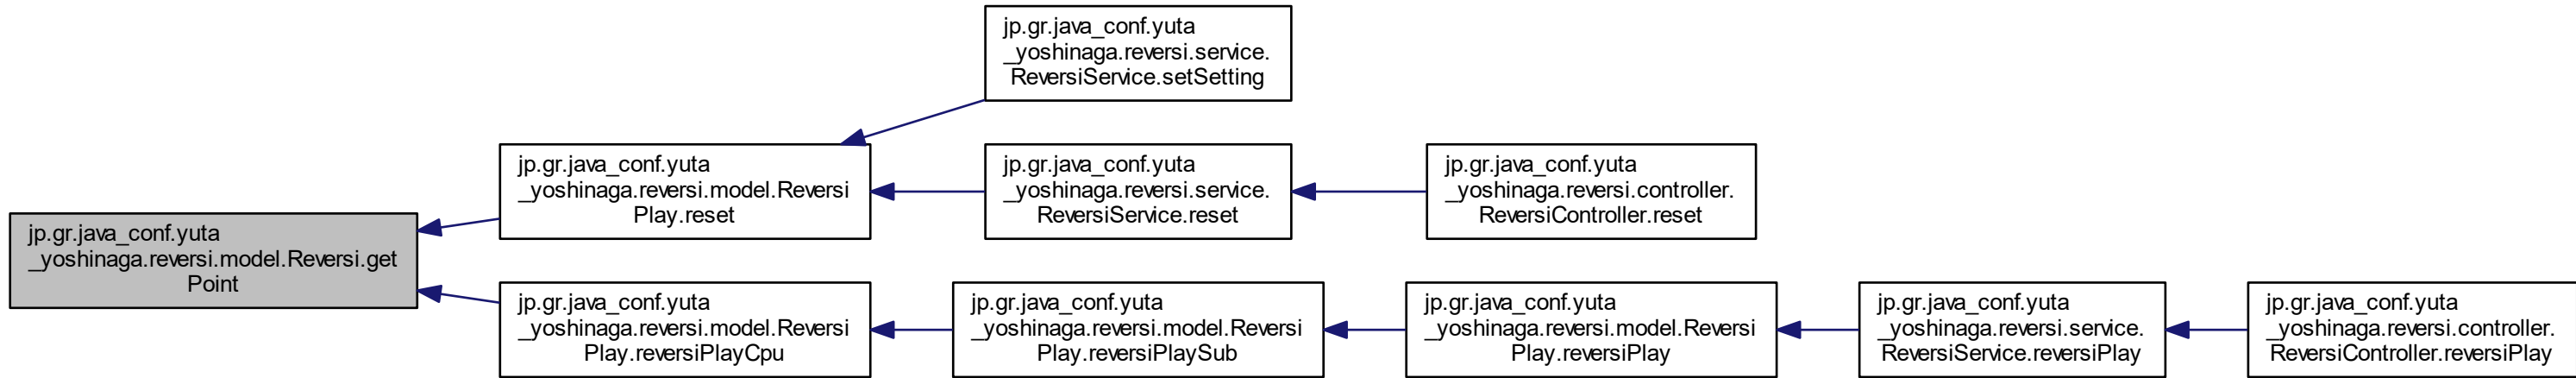 jp.gr.java_conf.yuta
_yoshinaga.reversi.service.
ReversiService.setSetting
jp.gr.java_conf.yuta
_yoshinaga.reversi.model.Reversi
Play.reset
jp.gr.java_conf.yuta
_yoshinaga.reversi.service.
ReversiService.reset
jp.gr.java_conf.yuta
_yoshinaga.reversi.controller.
ReversiController.reset
jp.gr.java_conf.yuta
_yoshinaga.reversi.model.Reversi.get
Point
jp.gr.java_conf.yuta
_yoshinaga.reversi.model.Reversi
Play.reversiPlayCpu
jp.gr.java_conf.yuta
_yoshinaga.reversi.model.Reversi
Play.reversiPlaySub
jp.gr.java_conf.yuta
_yoshinaga.reversi.model.Reversi
Play.reversiPlay
jp.gr.java_conf.yuta
_yoshinaga.reversi.service.
ReversiService.reversiPlay
jp.gr.java_conf.yuta
_yoshinaga.reversi.controller.
ReversiController.reversiPlay